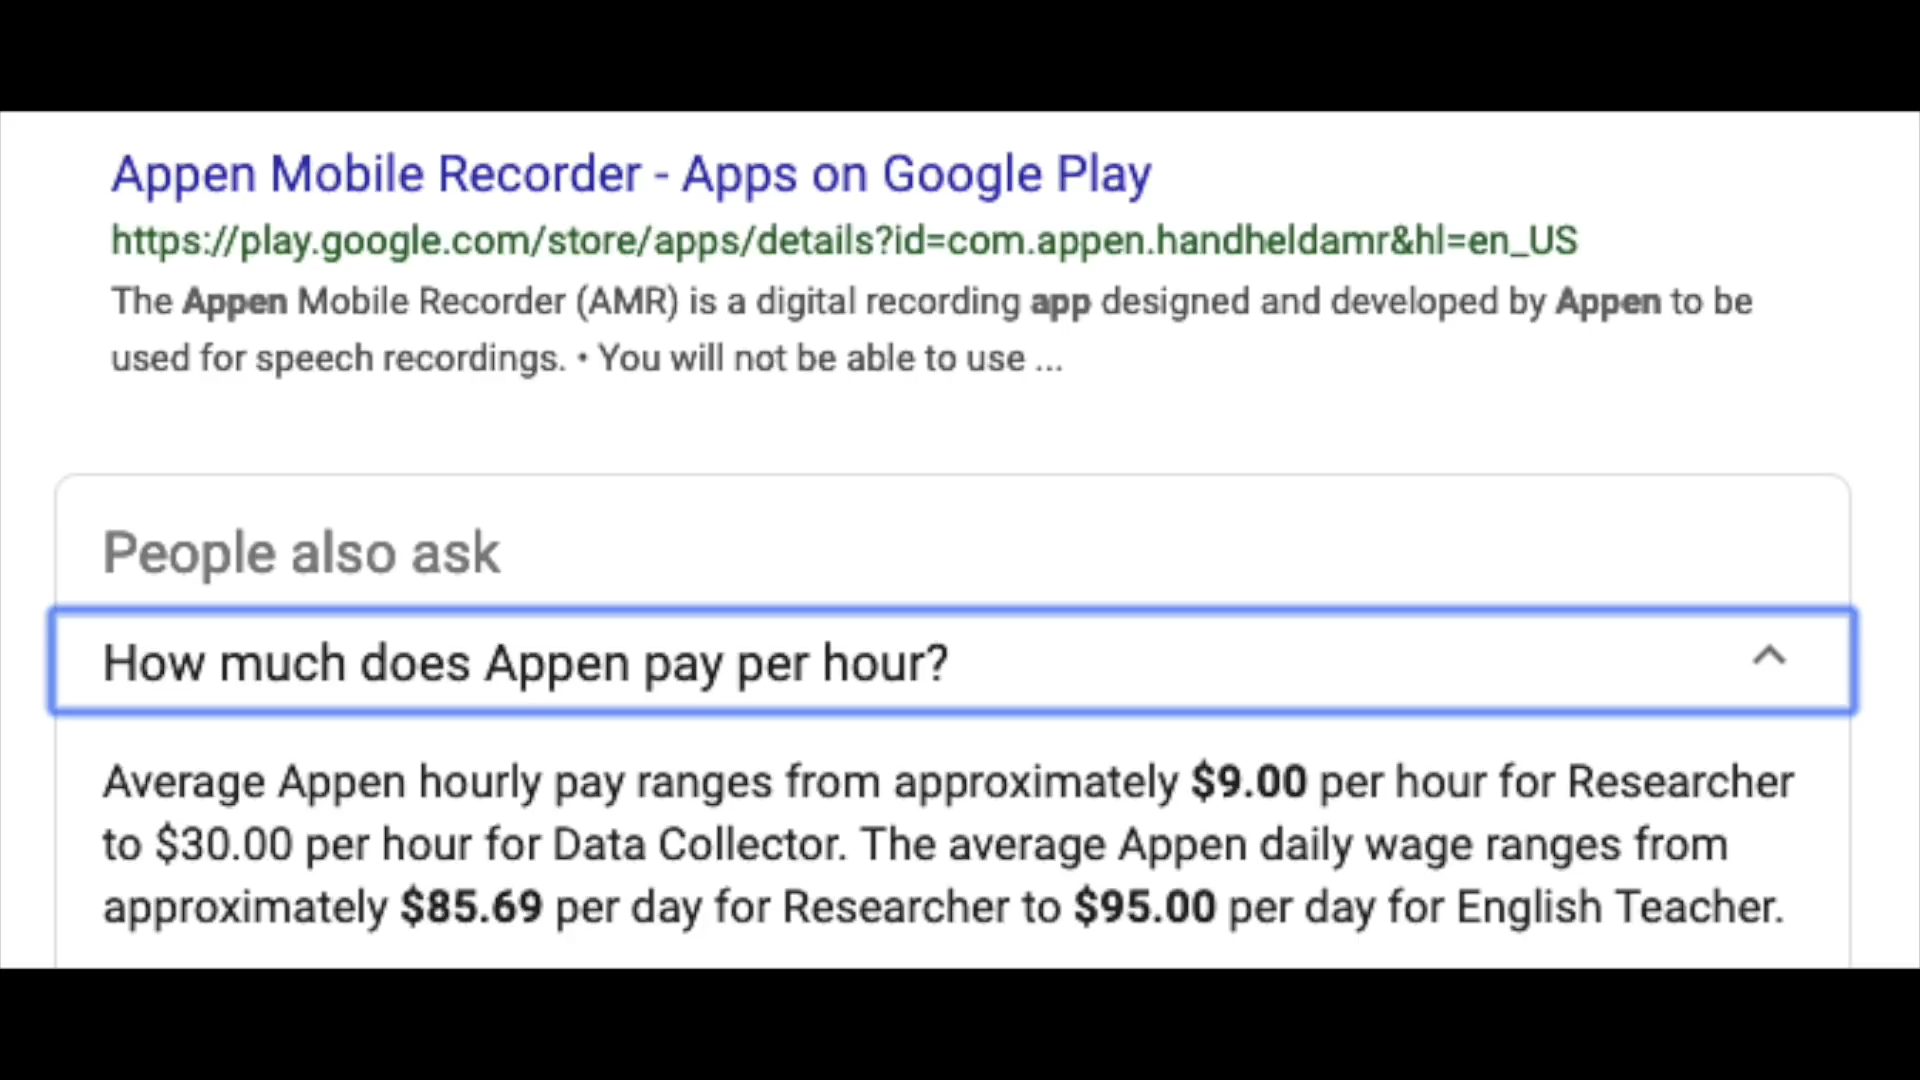 Appen Mobile Recorder - Apps on Google Play
https://play.google.com/store/apps/details?id=com.appen.handheldamr&hl=en_US
The Appen Mobile Recorder (AMR) is a digital recording app designed and developed by Appen to be
used for speech recordings. • You will not be able to use ...
People also ask
How much does Appen pay per hour?
Average Appen hourly pay ranges from approximately $9.00 per hour for Researcher
to $30.00 per hour for Data Collector. The average Appen daily wage ranges from
approximately $85.69 per day for Researcher to $95.00 per day for English Teacher.